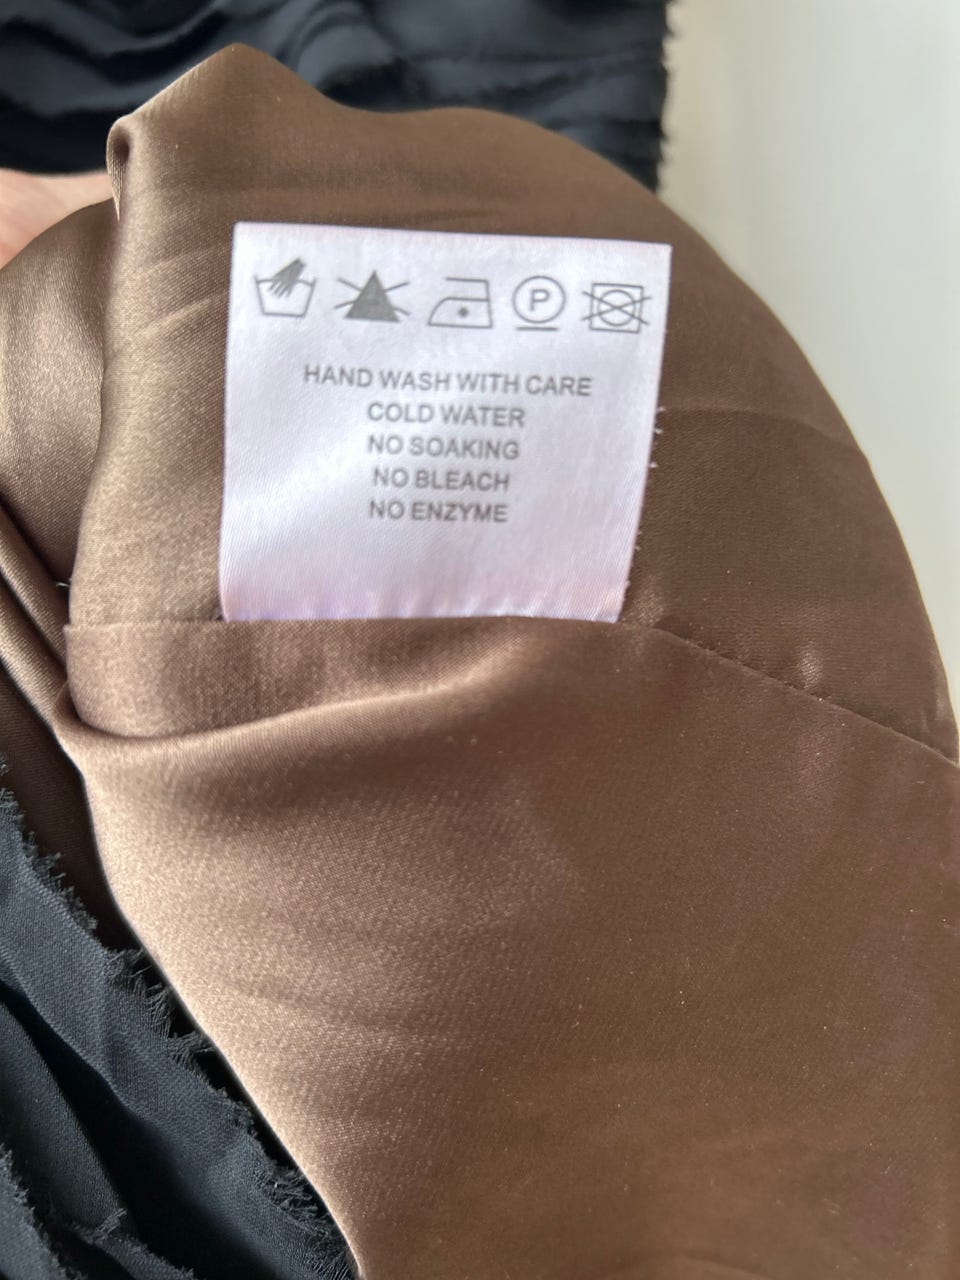 P
HAND WASH WITH CARE
COLD WATER
NO SOAKING
NO BLEACH
NO ENZYME